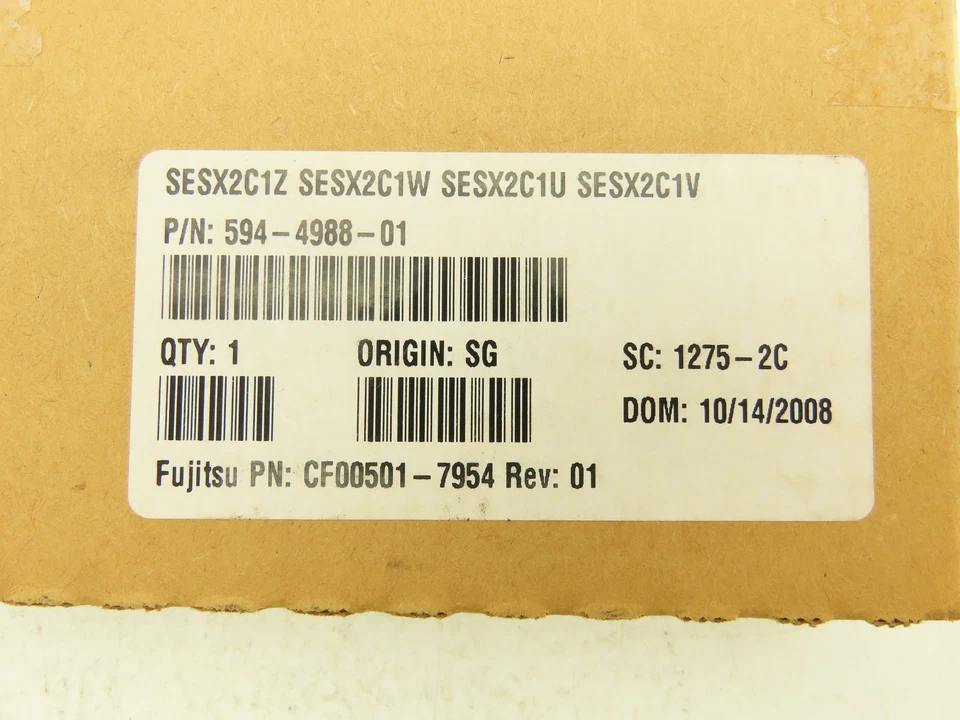 SESX2C1Z SESX2C1W SESX2C1U SESX2C1V
P/N: 594-4988-01
QTY: 1 ORIGIN: SG SC: 1275-2C
DOM: 10/14/2008
Fujitsu PN: CF00501-7954 Rev: 01